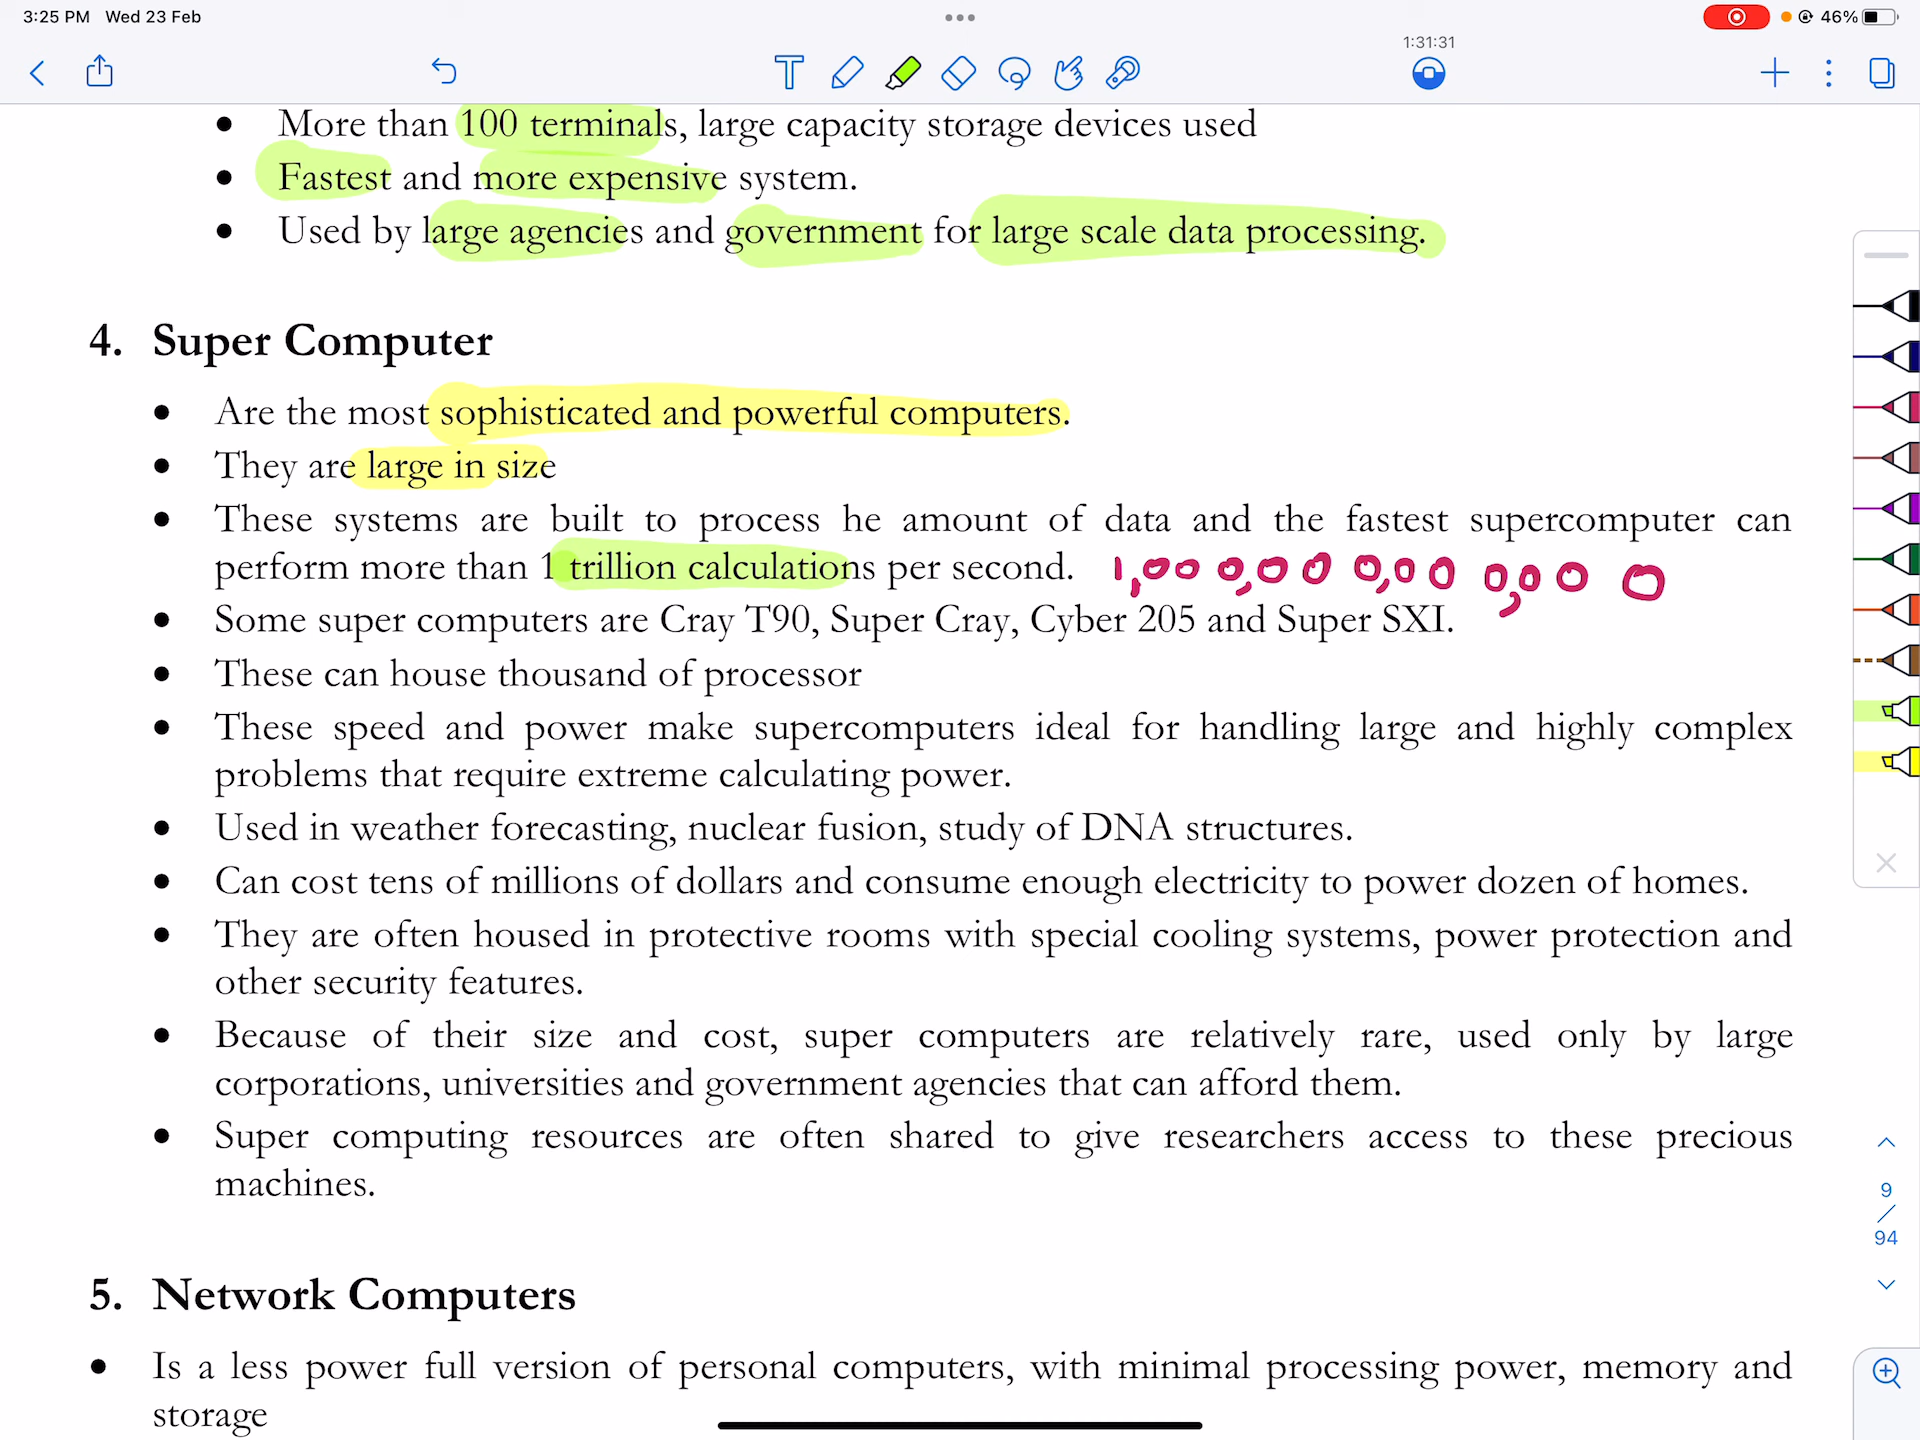 3:25 PM Wed 23 Feb
46%
1:31:31
• More than 100 terminals, large capacity storage devices used
• Fastest and more expensive system.
• Used by large agencies and government for large scale data processing.
4. Super Computer
• Are the most sophisticated and powerful computers.
• They are large in size
• These systems are built to process he amount of data and the fastest supercomputer can
perform more than 1 trillion calculations per second. 1,00 0,00 0,00 0,00 0
• Some super computers are Cray T90, Super Cray, Cyber 205 and Super SXI.
• These can house thousand of processor
• These speed and power make supercomputers ideal for handling large and highly complex
problems that require extreme calculating power.
• Used in weather forecasting, nuclear fusion, study of DNA structures.
• Can cost tens of millions of dollars and consume enough electricity to power dozen of homes.
• They are often housed in protective rooms with special cooling systems, power protection and
other security features.
• Because of their size and cost, super computers are relatively rare, used only by large
corporations, universities and government agencies that can afford them.
• Super computing resources are often shared to give researchers access to these precious
machines.
9
/
94
5. Network Computers
• Is a less power full version of personal computers, with minimal processing power, memory and
storage